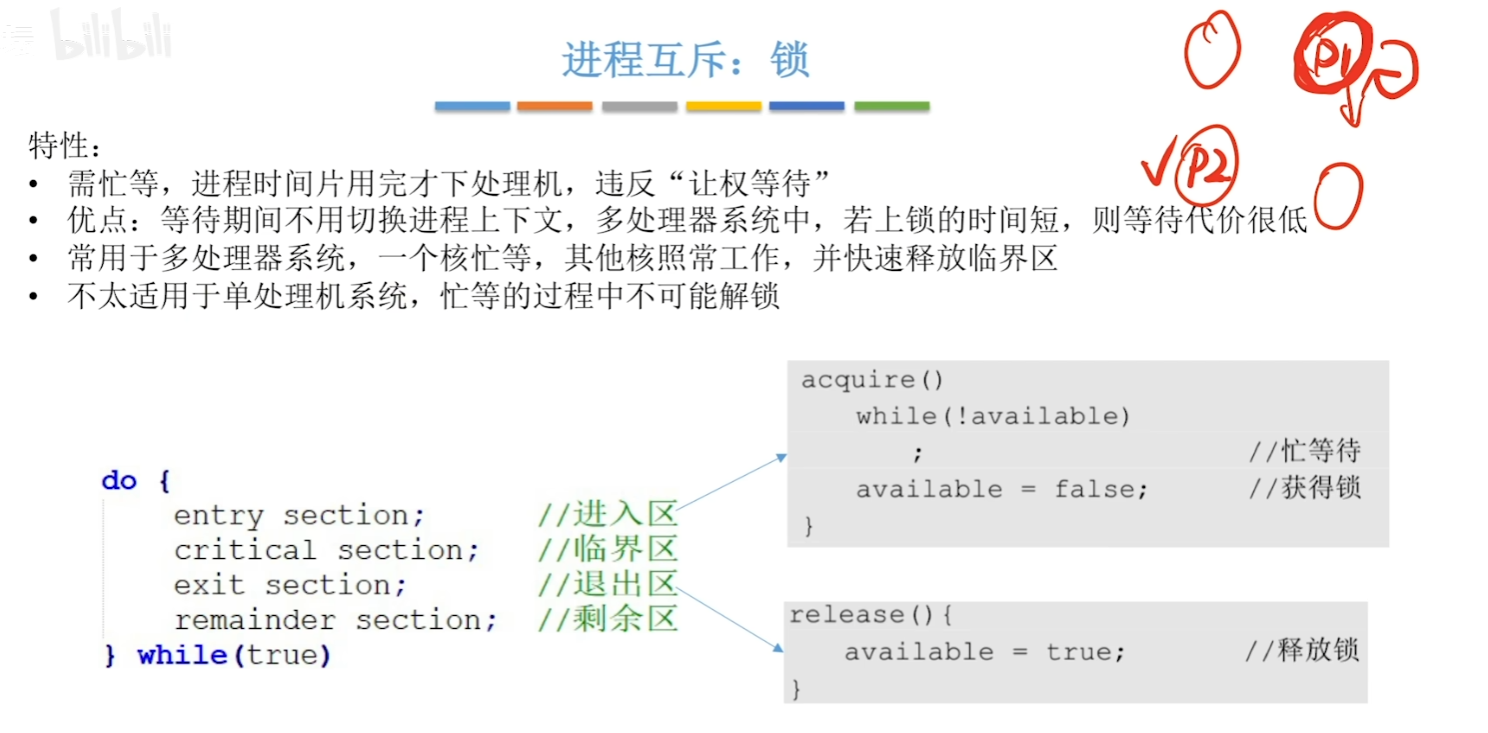 bilibili
进程互斥：锁
P1
P2
特性：
• 需忙等，进程时间片用完才下处理机，违反“让权等待”
• 优点：等待期间不用切换进程上下文，多处理器系统中，若上锁的时间短，则等待代价很低
• 常用于多处理器系统，一个核忙等，其他核照常工作，并快速释放临界区
• 不太适用于单处理机系统，忙等的过程中不可能解锁
do {
entry section; //进入区
critical section; //临界区
exit section; //退出区
remainder section; //剩余区
} while(true)
acquire()
while(!available)
; //忙等待
available = false; //获得锁
}
release(){
available = true; //释放锁
}